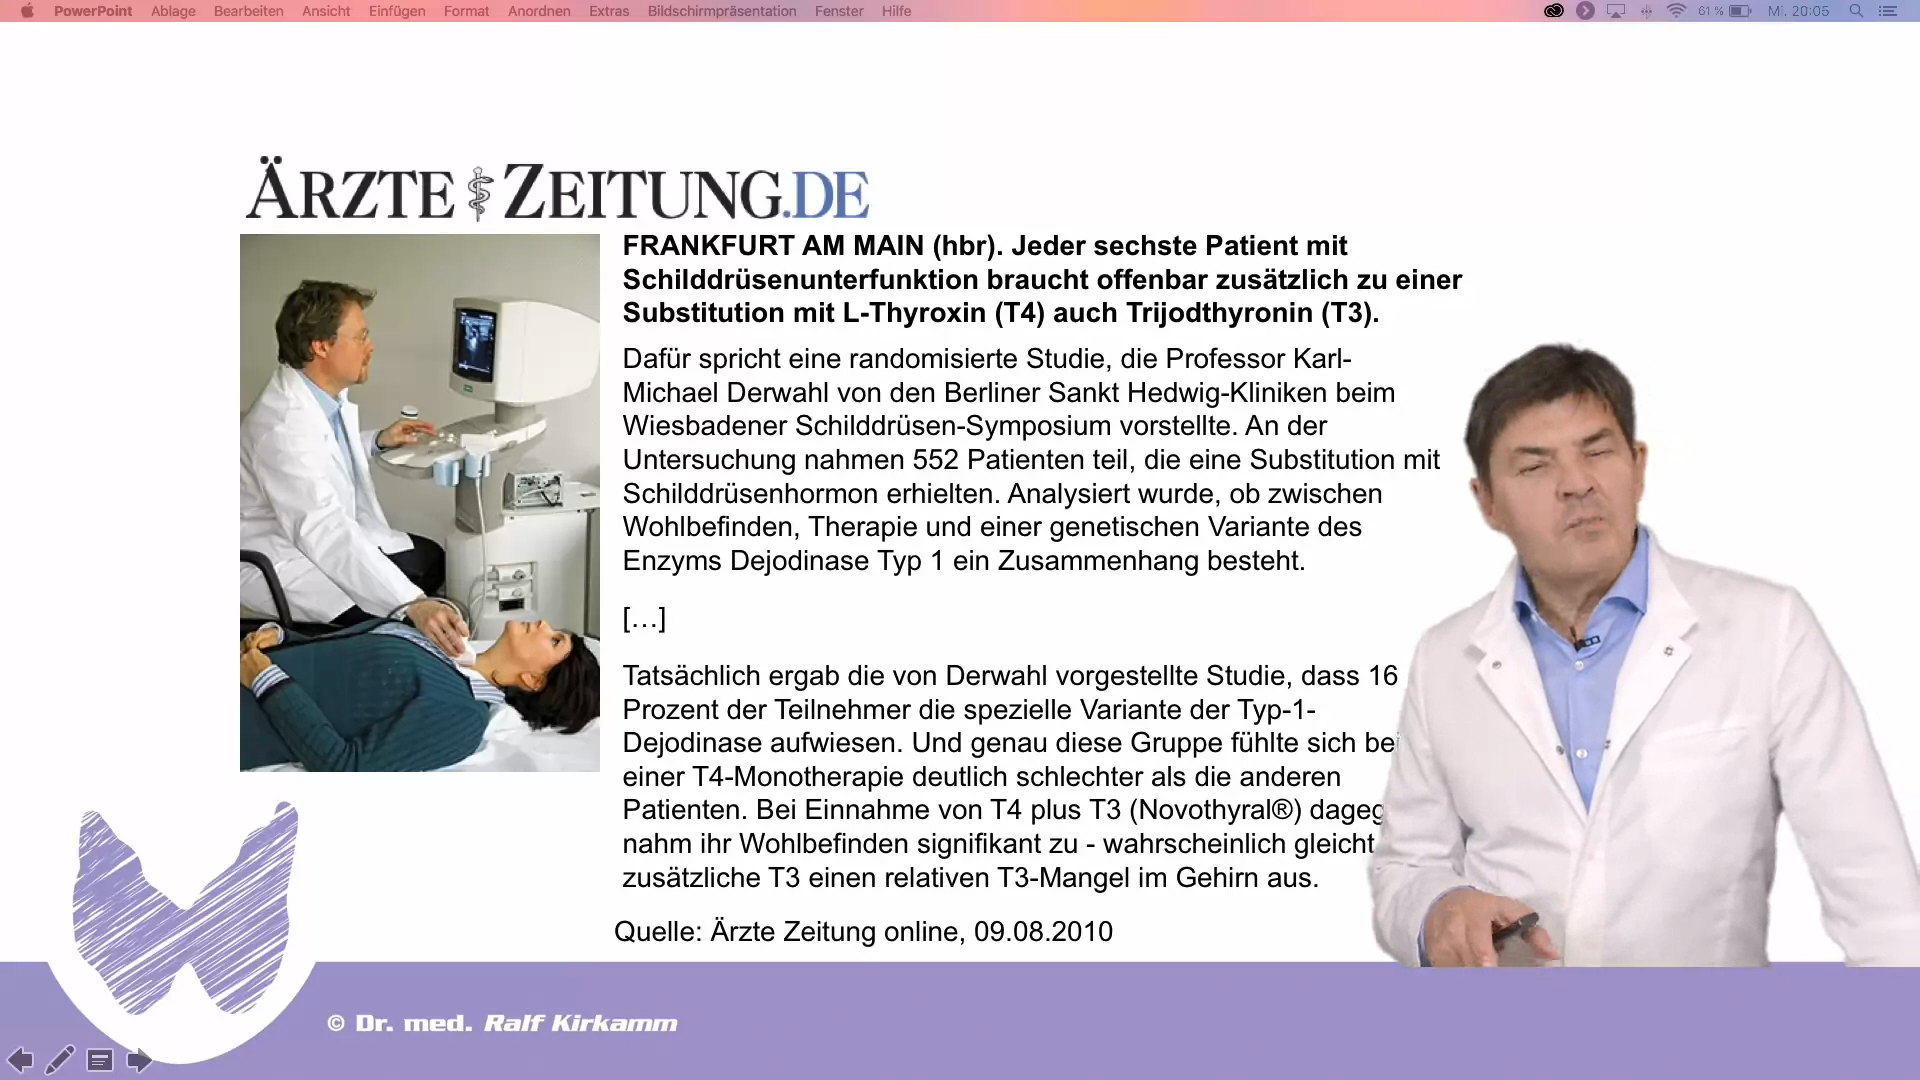 PowerPoint Ablage Bearbeiten Ansicht Einfügen Format Anordnen Extras Bildschirmpräsentation Fenster Hilfe 61 % Mi. 20:05
ÄRZTE ZEITUNG.DE
FRANKFURT AM MAIN (hbr). Jeder sechste Patient mit
Schilddrüsenunterfunktion braucht offenbar zusätzlich zu einer
Substitution mit L-Thyroxin (T4) auch Trijodthyronin (T3).
Dafür spricht eine randomisierte Studie, die Professor Karl-
Michael Derwahl von den Berliner Sankt Hedwig-Kliniken beim
Wiesbadener Schilddrüsen-Symposium vorstellte. An der
Untersuchung nahmen 552 Patienten teil, die eine Substitution mit
Schilddrüsenhormon erhielten. Analysiert wurde, ob zwischen
Wohlbefinden, Therapie und einer genetischen Variante des
Enzyms Dejodinase Typ 1 ein Zusammenhang besteht.
[…]
Tatsächlich ergab die von Derwahl vorgestellte Studie, dass 16
Prozent der Teilnehmer die spezielle Variante der Typ-1-
Dejodinase aufwiesen. Und genau diese Gruppe fühlte sich bei
einer T4-Monotherapie deutlich schlechter als die anderen
Patienten. Bei Einnahme von T4 plus T3 (Novothyral®) dageg
nahm ihr Wohlbefinden signifikant zu - wahrscheinlich gleicht
zusätzliche T3 einen relativen T3-Mangel im Gehirn aus.
Quelle: Ärzte Zeitung online, 09.08.2010
© Dr. med. Ralf Kirkamm